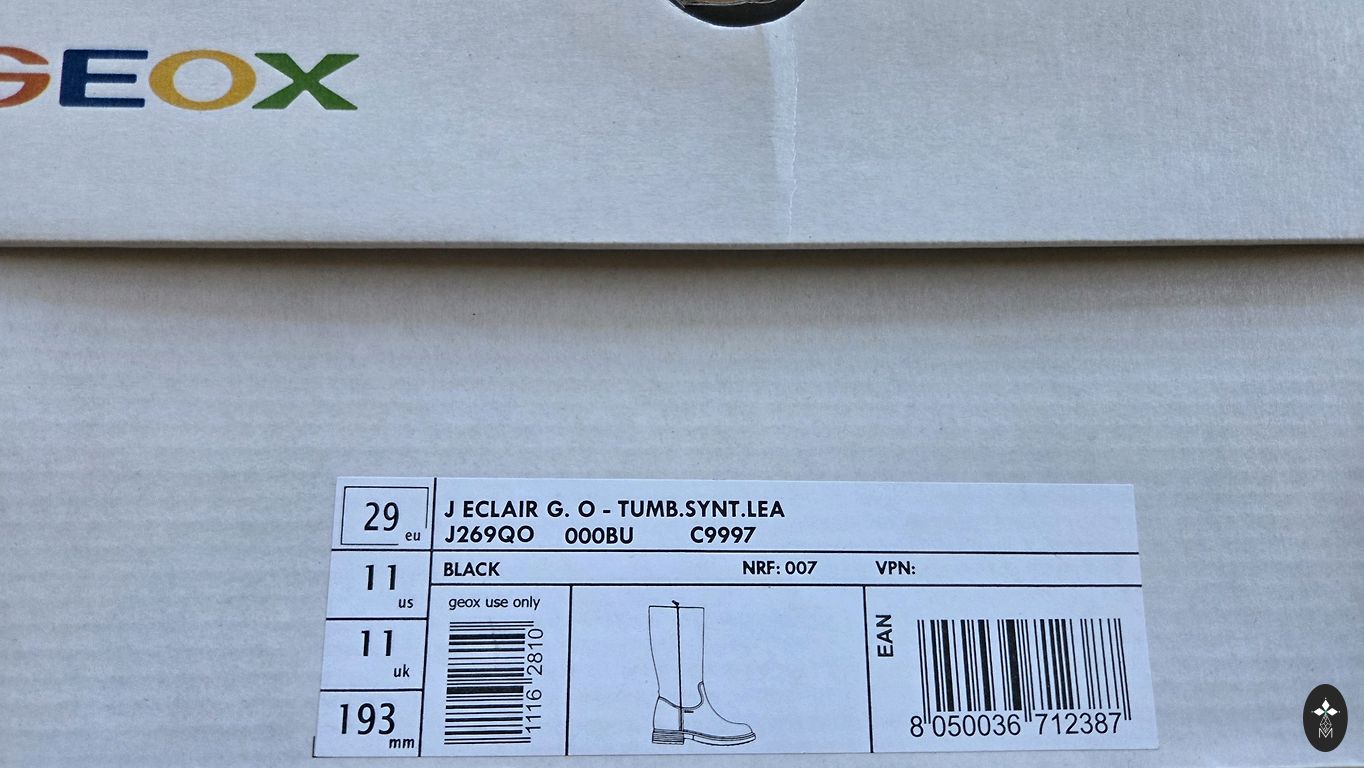 GEOX
29 eu
J ECLAIR G. O - TUMB.SYNT.LEA
J269QO 000BU C9997
11 us
BLACK NRF: 007 VPN:
11 uk
193 mm
geox use only
1116 2810
EAN
8 050036 712387
M